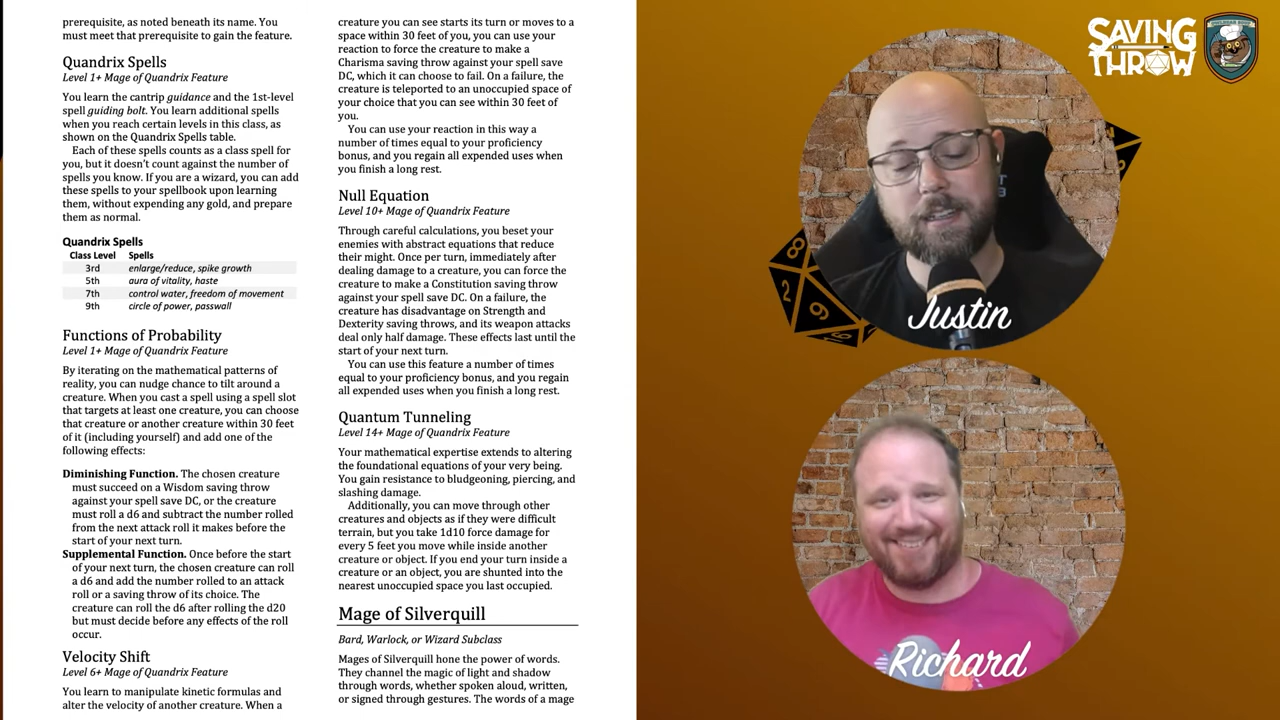 prerequisite, as noted beneath its name. You
must meet that prerequisite to gain the feature.
Quandrix Spells
Level 1+ Mage of Quandrix Feature
You learn the cantrip guidance and the 1st-level
spell guiding bolt. You learn additional spells
when you reach certain levels in this class, as
shown on the Quandrix Spells table.
Each of these spells counts as a class spell for
you, but it doesn't count against the number of
spells you know. If you are a wizard, you can add
these spells to your spellbook upon learning
them, without expending any gold, and prepare
them as normal.
Quandrix Spells
Class Level Spells
3rd enlarge/reduce, spike growth
5th aura of vitality, haste
7th control water, freedom of movement
9th circle of power, passwall
Functions of Probability
Level 1+ Mage of Quandrix Feature
By iterating on the mathematical patterns of
reality, you can nudge chance to tilt around a
creature. When you cast a spell using a spell slot
that targets at least one creature, you can choose
that creature or another creature within 30 feet
of it (including yourself) and add one of the
following effects:
Diminishing Function. The chosen creature
must succeed on a Wisdom saving throw
against your spell save DC, or the creature
must roll a d6 and subtract the number rolled
from the next attack roll it makes before the
start of your next turn.
Supplemental Function. Once before the start
of your next turn, the chosen creature can roll
a d6 and add the number rolled to an attack
roll or a saving throw of its choice. The
creature can roll the d6 after rolling the d20
but must decide before any effects of the roll
occur.
Velocity Shift
Level 6+ Mage of Quandrix Feature
You learn to manipulate kinetic formulas and
alter the velocity of another creature. When a
creature you can see starts its turn or moves to a
space within 30 feet of you, you can use your
reaction to force the creature to make a
Charisma saving throw against your spell save
DC, which it can choose to fail. On a failure, the
creature is teleported to an unoccupied space of
your choice that you can see within 30 feet of
you.
You can use your reaction in this way a
number of times equal to your proficiency
bonus, and you regain all expended uses when
you finish a long rest.
Null Equation
Level 10+ Mage of Quandrix Feature
Through careful calculations, you beset your
enemies with abstract equations that reduce
their might. Once per turn, immediately after
dealing damage to a creature, you can force the
creature to make a Constitution saving throw
against your spell save DC. On a failure, the
creature has disadvantage on Strength and
Dexterity saving throws, and its weapon attacks
deal only half damage. These effects last until the
start of your next turn.
You can use this feature a number of times
equal to your proficiency bonus, and you regain
all expended uses when you finish a long rest.
Quantum Tunneling
Level 14+ Mage of Quandrix Feature
Your mathematical expertise extends to altering
the foundational equations of your very being.
You gain resistance to bludgeoning, piercing, and
slashing damage.
Additionally, you can move through other
creatures and objects as if they were difficult
terrain, but you take 1d10 force damage for
every 5 feet you move while inside another
creature or object. If you end your turn inside a
creature or an object, you are shunted into the
nearest unoccupied space you last occupied.
Mage of Silverquill
Bard, Warlock, or Wizard Subclass
Mages of Silverquill hone the power of words.
They channel the magic of light and shadow
through words, whether spoken aloud, written,
or signed through gestures. The words of a mage
SAVING
THROW
8
2
9
Justin
Richard